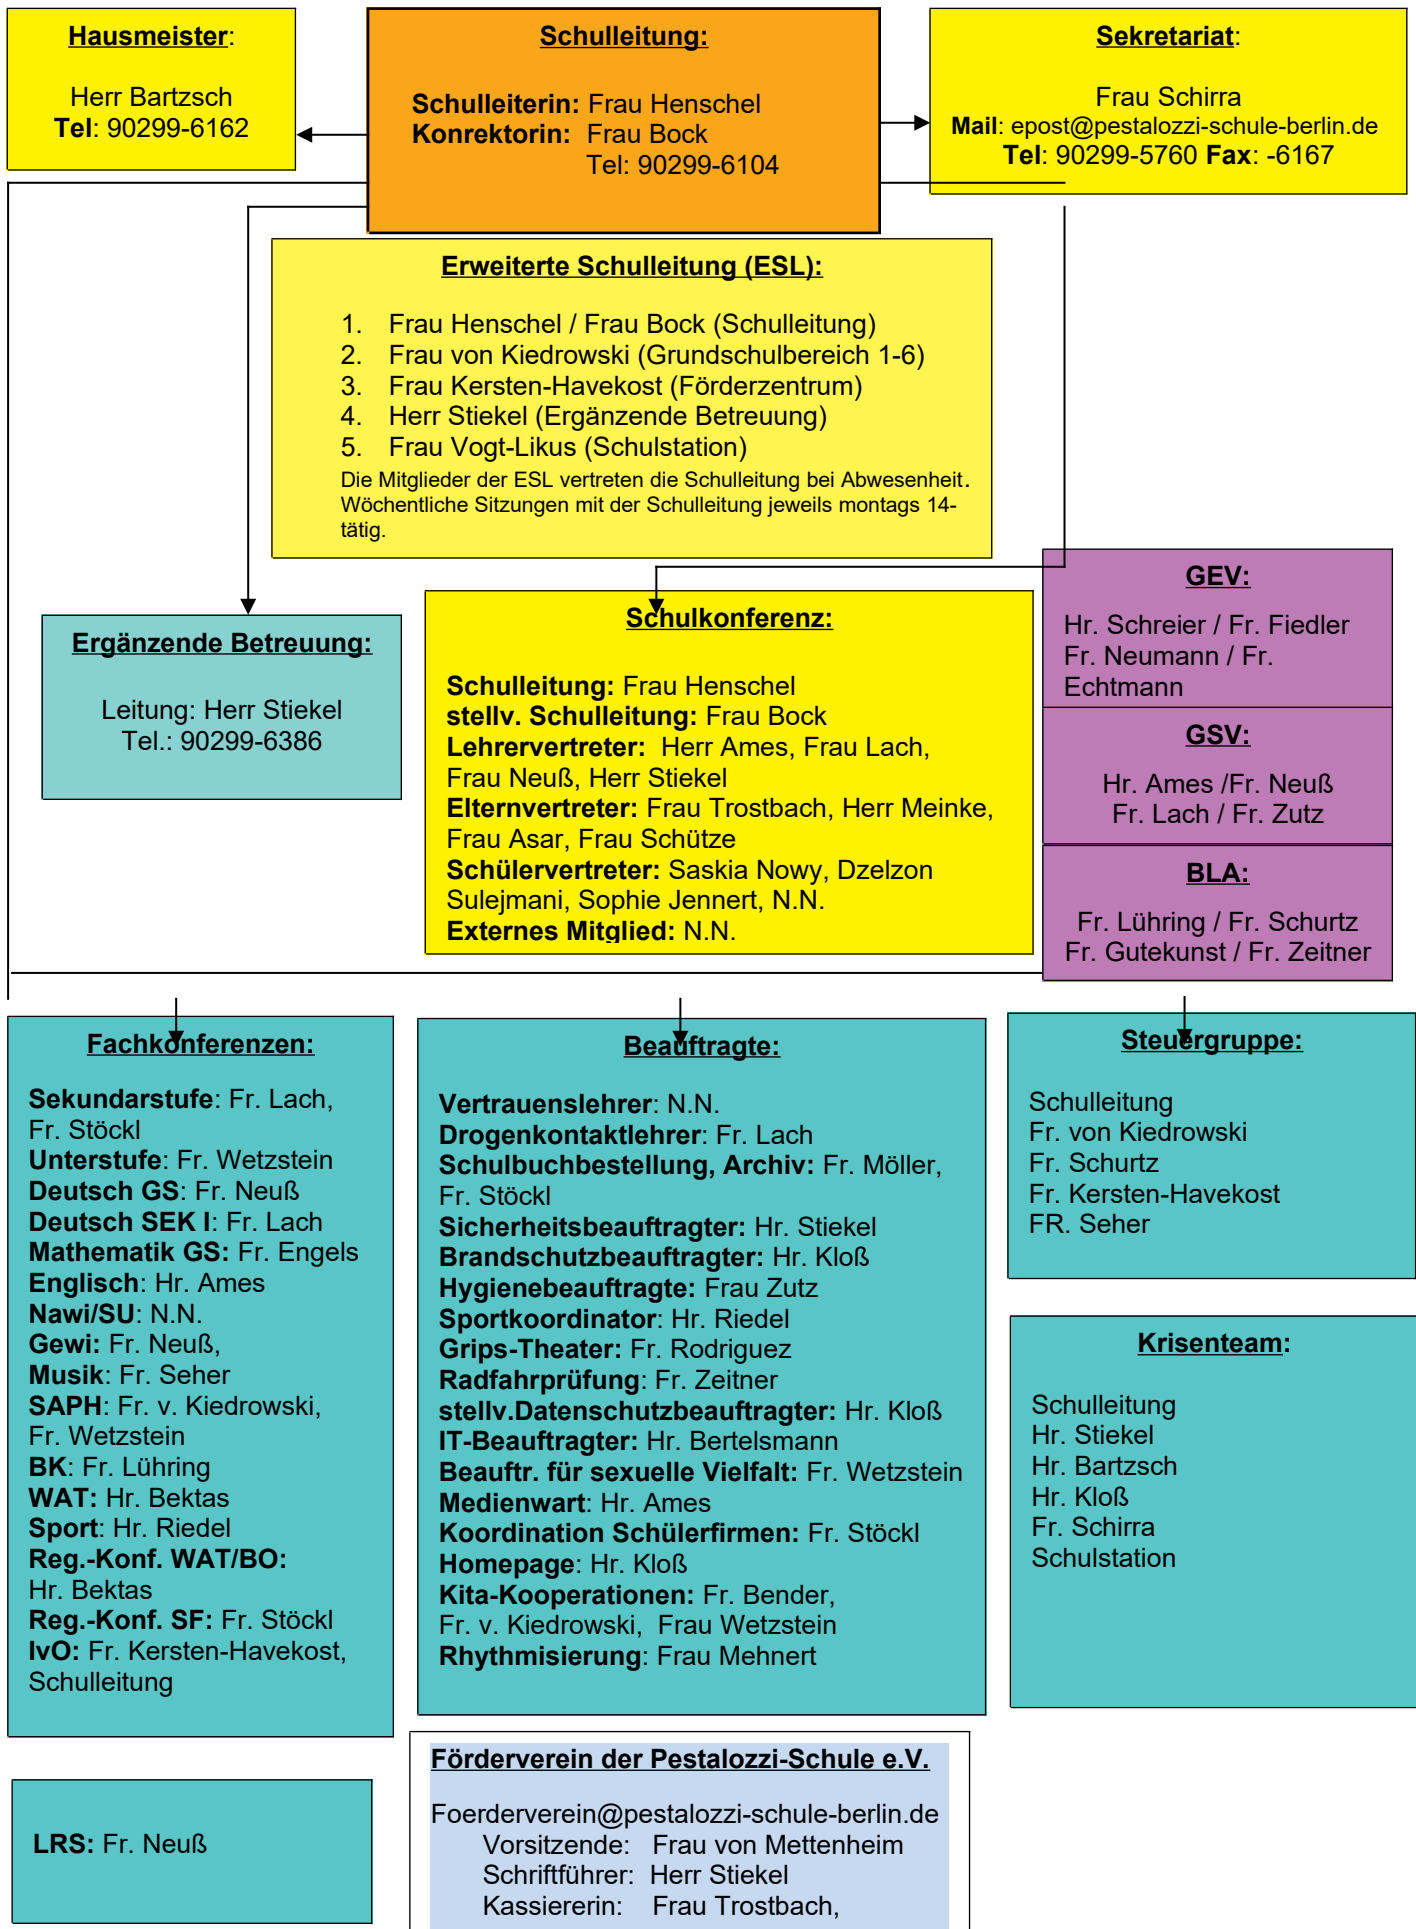 Hausmeister:
Herr Bartzsch
Tel: 90299-6162
Schulleitung:
Schulleiterin: Frau Henschel
Konrektorin: Frau Bock
Tel: 90299-6104
Sekretariat:
Frau Schirra
Mail: epost@pestalozzi-schule-berlin.de
Tel: 90299-5760 Fax: -6167
Erweiterte Schulleitung (ESL):
1. Frau Henschel / Frau Bock (Schulleitung)
2. Frau von Kiedrowski (Grundschulbereich 1-6)
3. Frau Kersten-Havekost (Förderzentrum)
4. Herr Stiekel (Ergänzende Betreuung)
5. Frau Vogt-Likus (Schulstation)
Die Mitglieder der ESL vertreten die Schulleitung bei Abwesenheit.
Wöchentliche Sitzungen mit der Schulleitung jeweils montags 14-
tätig.
Ergänzende Betreuung:
Leitung: Herr Stiekel
Tel.: 90299-6386
Schulkonferenz:
Schulleitung: Frau Henschel
stellv. Schulleitung: Frau Bock
Lehrervertreter: Herr Ames, Frau Lach,
Frau Neuß, Herr Stiekel
Elternvertreter: Frau Trostbach, Herr Meinke,
Frau Asar, Frau Schütze
Schülervertreter: Saskia Nowy, Dzelzon
Sulejmani, Sophie Jennert, N.N.
Externes Mitglied: N.N.
GEV:
Hr. Schreier / Fr. Fiedler
Fr. Neumann / Fr.
Echtmann
GSV:
Hr. Ames /Fr. Neuß
Fr. Lach / Fr. Zutz
BLA:
Fr. Lühring / Fr. Schurtz
Fr. Gutekunst / Fr. Zeitner
Fachkonferenzen:
Sekundarstufe: Fr. Lach,
Fr. Stöckl
Unterstufe: Fr. Wetzstein
Deutsch GS: Fr. Neuß
Deutsch SEK I: Fr. Lach
Mathematik GS: Fr. Engels
Englisch: Hr. Ames
Nawi/SU: N.N.
Gewi: Fr. Neuß,
Musik: Fr. Seher
SAPH: Fr. v. Kiedrowski,
Fr. Wetzstein
BK: Fr. Lühring
WAT: Hr. Bektas
Sport: Hr. Riedel
Reg.-Konf. WAT/BO:
Hr. Bektas
Reg.-Konf. SF: Fr. Stöckl
IvO: Fr. Kersten-Havekost,
Schulleitung
Beauftragte:
Vertrauenslehrer: N.N.
Drogenkontaktlehrer: Fr. Lach
Schulbuchbestellung, Archiv: Fr. Möller,
Fr. Stöckl
Sicherheitsbeauftragter: Hr. Stiekel
Brandschutzbeauftragter: Hr. Kloß
Hygienebeauftragte: Frau Zutz
Sportkoordinator: Hr. Riedel
Grips-Theater: Fr. Rodriguez
Radfahrprüfung: Fr. Zeitner
stellv.Datenschutzbeauftragter: Hr. Kloß
IT-Beauftragter: Hr. Bertelsmann
Beauftr. für sexuelle Vielfalt: Fr. Wetzstein
Medienwart: Hr. Ames
Koordination Schülerfirmen: Fr. Stöckl
Homepage: Hr. Kloß
Kita-Kooperationen: Fr. Bender,
Fr. v. Kiedrowski, Frau Wetzstein
Rhythmisierung: Frau Mehnert
Steuergruppe:
Schulleitung
Fr. von Kiedrowski
Fr. Schurtz
Fr. Kersten-Havekost
FR. Seher
Krisenteam:
Schulleitung
Hr. Stiekel
Hr. Bartzsch
Hr. Kloß
Fr. Schirra
Schulstation
LRS: Fr. Neuß
Förderverein der Pestalozzi-Schule e.V.
Foerderverein@pestalozzi-schule-berlin.de
Vorsitzende: Frau von Mettenheim
Schriftführer: Herr Stiekel
Kassiererin: Frau Trostbach,